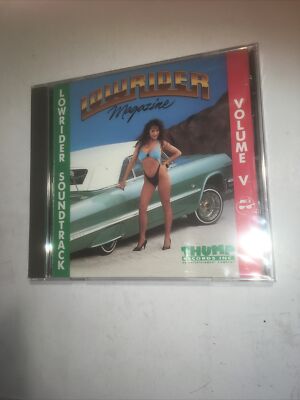 LOWRIDER
Magazine
LOWRIDER SOUNDTRACK
VOLUME V
THUMP
RECORDS INC.